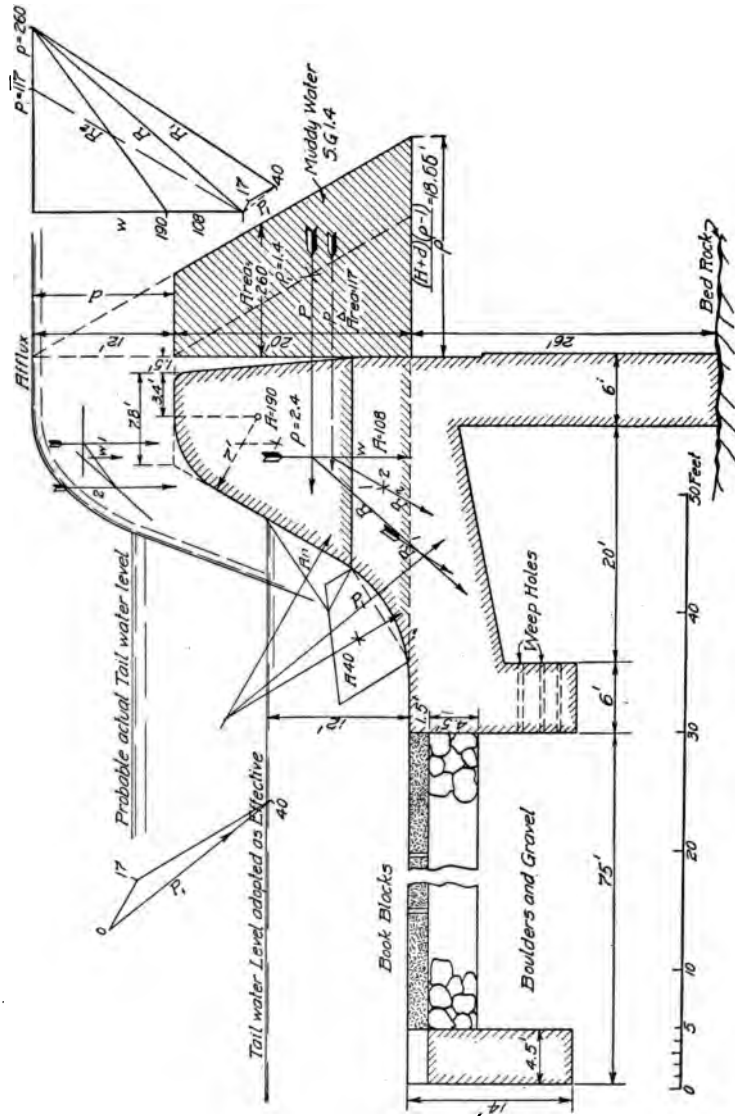 Afflux
Probable actual Tail water level
Tail water Level adopted as Effective
p=117
p=260
R
R₁
w
190
108
17
40
Muddy Water
S.G 1.4
Area=
260
ρ=1.4
P
Area=117
(H+d)(ρ-1)
=18.66'
ρ
d
12'
20'
26'
1.5'
7.8'
3.4'
A=190
ρ=2.4
A=108
w
w'
2
2
R
A 40
12'
0
17
P₁
40
Book Blocks
1.5'
4.5'
Boulders and Gravel
Weep Holes
Bed Rock
4.5'
14'
75'
6'
20'
6'
0
5
10
20
30
40
50 Feet